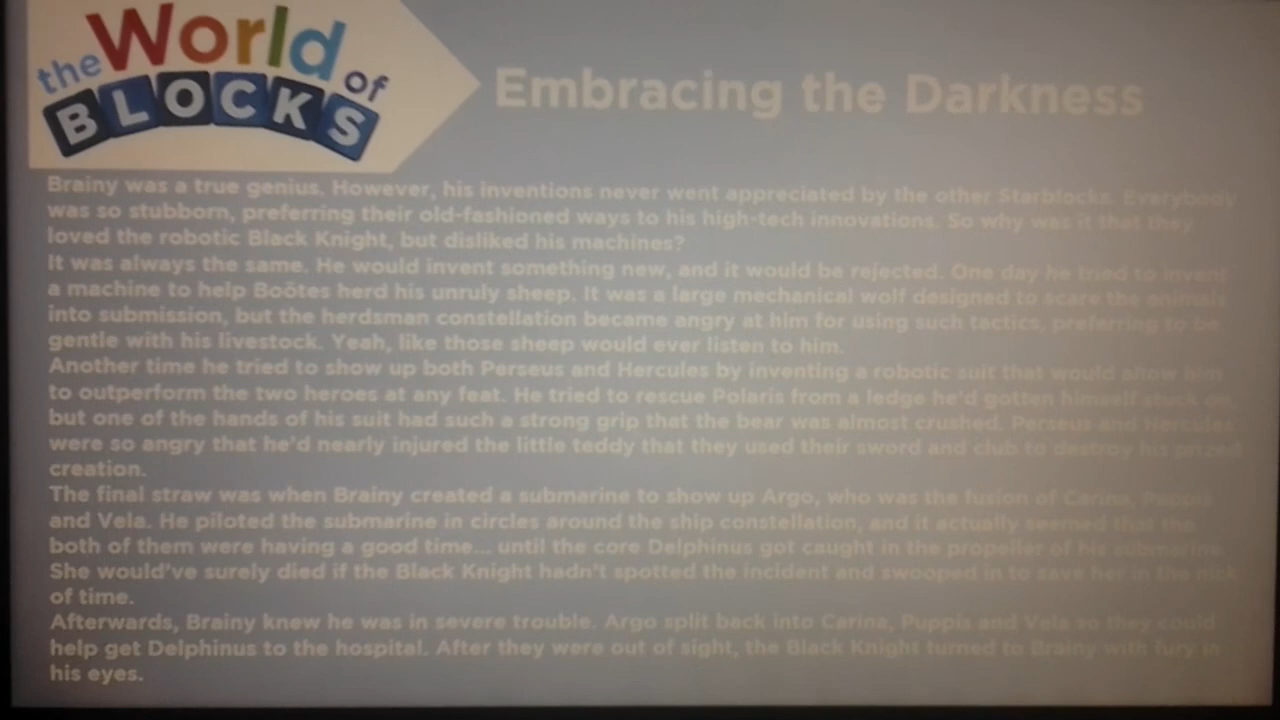 the World of
BLOCKS
Embracing the Darkness
Brainy was a true genius. However, his inventions never went appreciated by the other Starblocks. Everybody
was so stubborn, preferring their old-fashioned ways to his high-tech innovations. So why was it that they
loved the robotic Black Knight, but disliked his machines?
It was always the same. He would invent something new, and it would be rejected. One day he tried to invent
a machine to help Boötes herd his unruly sheep. It was a large mechanical wolf designed to scare the animals
into submission, but the herdsman constellation became angry at him for using such tactics, preferring to be
gentle with his livestock. Yeah, like those sheep would ever listen to him.
Another time he tried to show up both Perseus and Hercules by inventing a robotic suit that would allow him
to outperform the two heroes at any feat. He tried to rescue Polaris from a ledge he'd gotten himself stuck on,
but one of the hands of his suit had such a strong grip that the bear was almost crushed. Perseus and Hercules
were so angry that he'd nearly injured the little teddy that they used their sword and club to destroy his prized
creation.
The final straw was when Brainy created a submarine to show up Argo, who was the fusion of Carina, Puppis
and Vela. He piloted the submarine in circles around the ship constellation, and it actually seemed that the
both of them were having a good time... until the core Delphinus got caught in the propeller of his submarine.
She would've surely died if the Black Knight hadn't spotted the incident and swooped in to save her in the nick
of time.
Afterwards, Brainy knew he was in severe trouble. Argo split back into Carina, Puppis and Vela so they could
help get Delphinus to the hospital. After they were out of sight, the Black Knight turned to Brainy with fury in
his eyes.